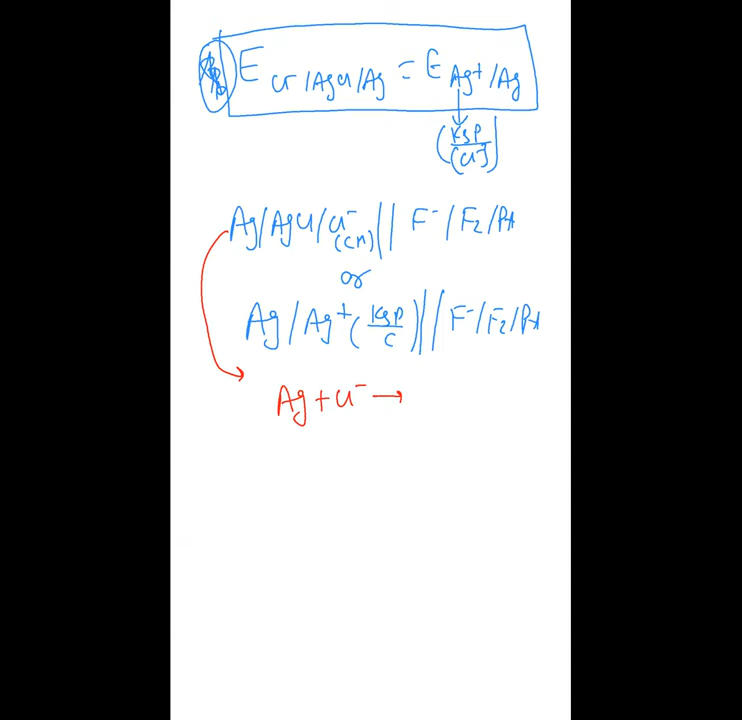 E Cl⁻/AgCl/Ag = E Ag⁺/Ag
(Ksp/[Cl⁻])
Ag/AgCl/Cl⁻ (CM) || F⁻/F₂/Pt
or
Ag/Ag⁺(Ksp/C) || F⁻/F₂/Pt
Ag + Cl⁻ →